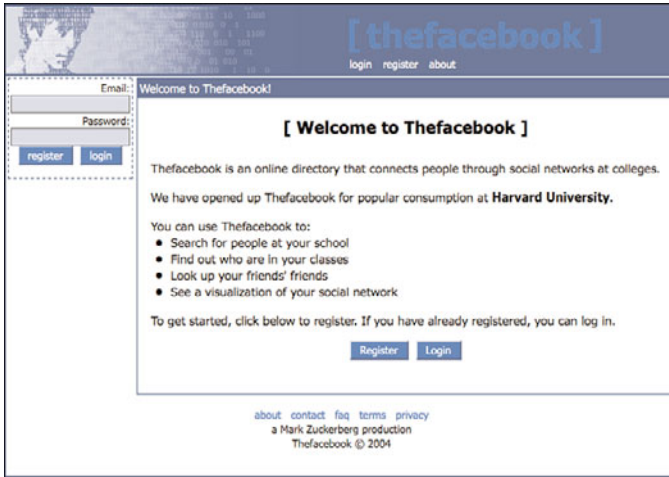 [ thefacebook ]
login register about
Email:
Password:
register login
Welcome to Thefacebook!
[ Welcome to Thefacebook ]
Thefacebook is an online directory that connects people through social networks at colleges.
We have opened up Thefacebook for popular consumption at Harvard University.
You can use Thefacebook to:
• Search for people at your school
• Find out who are in your classes
• Look up your friends' friends
• See a visualization of your social network
To get started, click below to register. If you have already registered, you can log in.
Register Login
about contact faq terms privacy
a Mark Zuckerberg production
Thefacebook © 2004